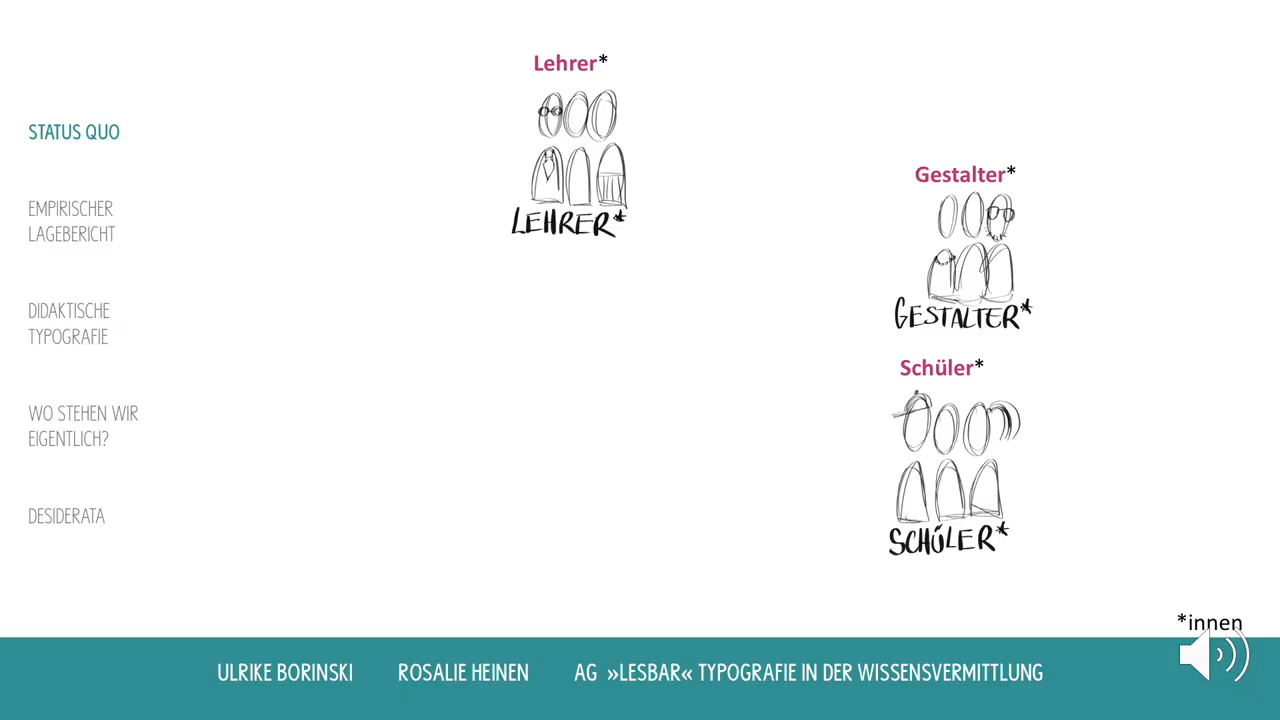 STATUS QUO
EMPIRISCHER
LAGEBERICHT
DIDAKTISCHE
TYPOGRAFIE
WO STEHEN WIR
EIGENTLICH?
DESIDERATA
Lehrer*
LEHRER*
Gestalter*
GESTALTER*
Schüler*
SCHÜLER*
*innen
ULRIKE BORINSKI ROSALIE HEINEN AG »LESBAR« TYPOGRAFIE IN DER WISSENSVERMITTLUNG